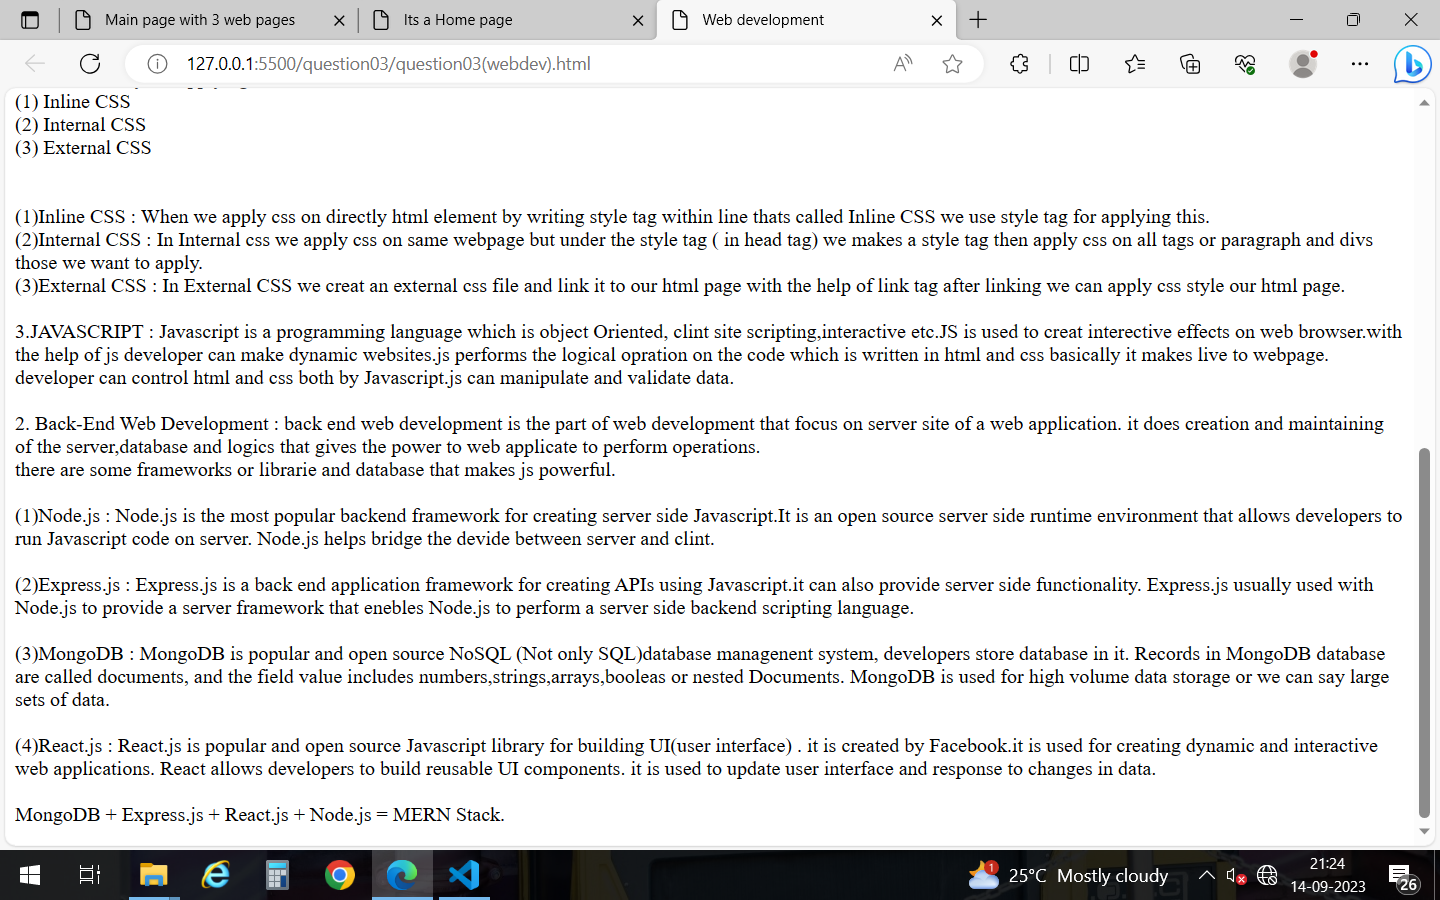 Main page with 3 web pages
Its a Home page
Web development
127.0.0.1:5500/question03/question03(webdev).html
(1) Inline CSS
(2) Internal CSS
(3) External CSS
(1)Inline CSS : When we apply css on directly html element by writing style tag within line thats called Inline CSS we use style tag for applying this.
(2)Internal CSS : In Internal css we apply css on same webpage but under the style tag ( in head tag) we makes a style tag then apply css on all tags or paragraph and divs
those we want to apply.
(3)External CSS : In External CSS we creat an external css file and link it to our html page with the help of link tag after linking we can apply css style our html page.
3.JAVASCRIPT : Javascript is a programming language which is object Oriented, clint site scripting,interactive etc.JS is used to creat interective effects on web browser.with
the help of js developer can make dynamic websites.js performs the logical opration on the code which is written in html and css basically it makes live to webpage.
developer can control html and css both by Javascript.js can manipulate and validate data.
2. Back-End Web Development : back end web development is the part of web development that focus on server site of a web application. it does creation and maintaining
of the server,database and logics that gives the power to web applicate to perform operations.
there are some frameworks or librarie and database that makes js powerful.
(1)Node.js : Node.js is the most popular backend framework for creating server side Javascript.It is an open source server side runtime environment that allows developers to
run Javascript code on server. Node.js helps bridge the devide between server and clint.
(2)Express.js : Express.js is a back end application framework for creating APIs using Javascript.it can also provide server side functionality. Express.js usually used with
Node.js to provide a server framework that enebles Node.js to perform a server side backend scripting language.
(3)MongoDB : MongoDB is popular and open source NoSQL (Not only SQL)database managenent system, developers store database in it. Records in MongoDB database
are called documents, and the field value includes numbers,strings,arrays,booleas or nested Documents. MongoDB is used for high volume data storage or we can say large
sets of data.
(4)React.js : React.js is popular and open source Javascript library for building UI(user interface) . it is created by Facebook.it is used for creating dynamic and interactive
web applications. React allows developers to build reusable UI components. it is used to update user interface and response to changes in data.
MongoDB + Express.js + React.js + Node.js = MERN Stack.
1
25°C Mostly cloudy
21:24
14-09-2023
26